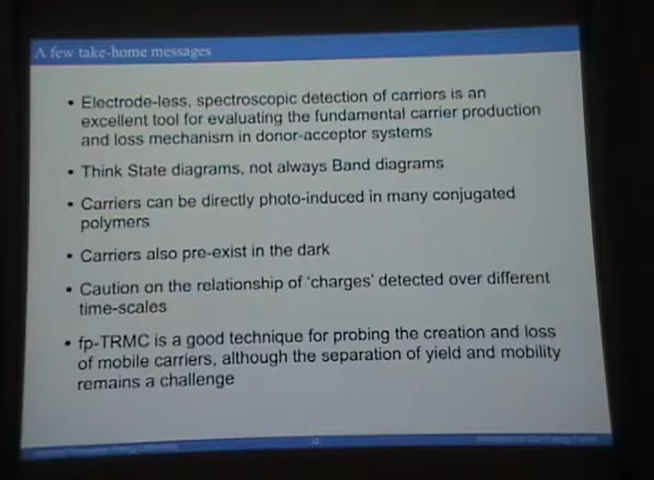 A few take-home messages
• Electrode-less, spectroscopic detection of carriers is an
excellent tool for evaluating the fundamental carrier production
and loss mechanism in donor-acceptor systems
• Think State diagrams, not always Band diagrams
• Carriers can be directly photo-induced in many conjugated
polymers
• Carriers also pre-exist in the dark
• Caution on the relationship of 'charges' detected over different
time-scales
• fp-TRMC is a good technique for probing the creation and loss
of mobile carriers, although the separation of yield and mobility
remains a challenge